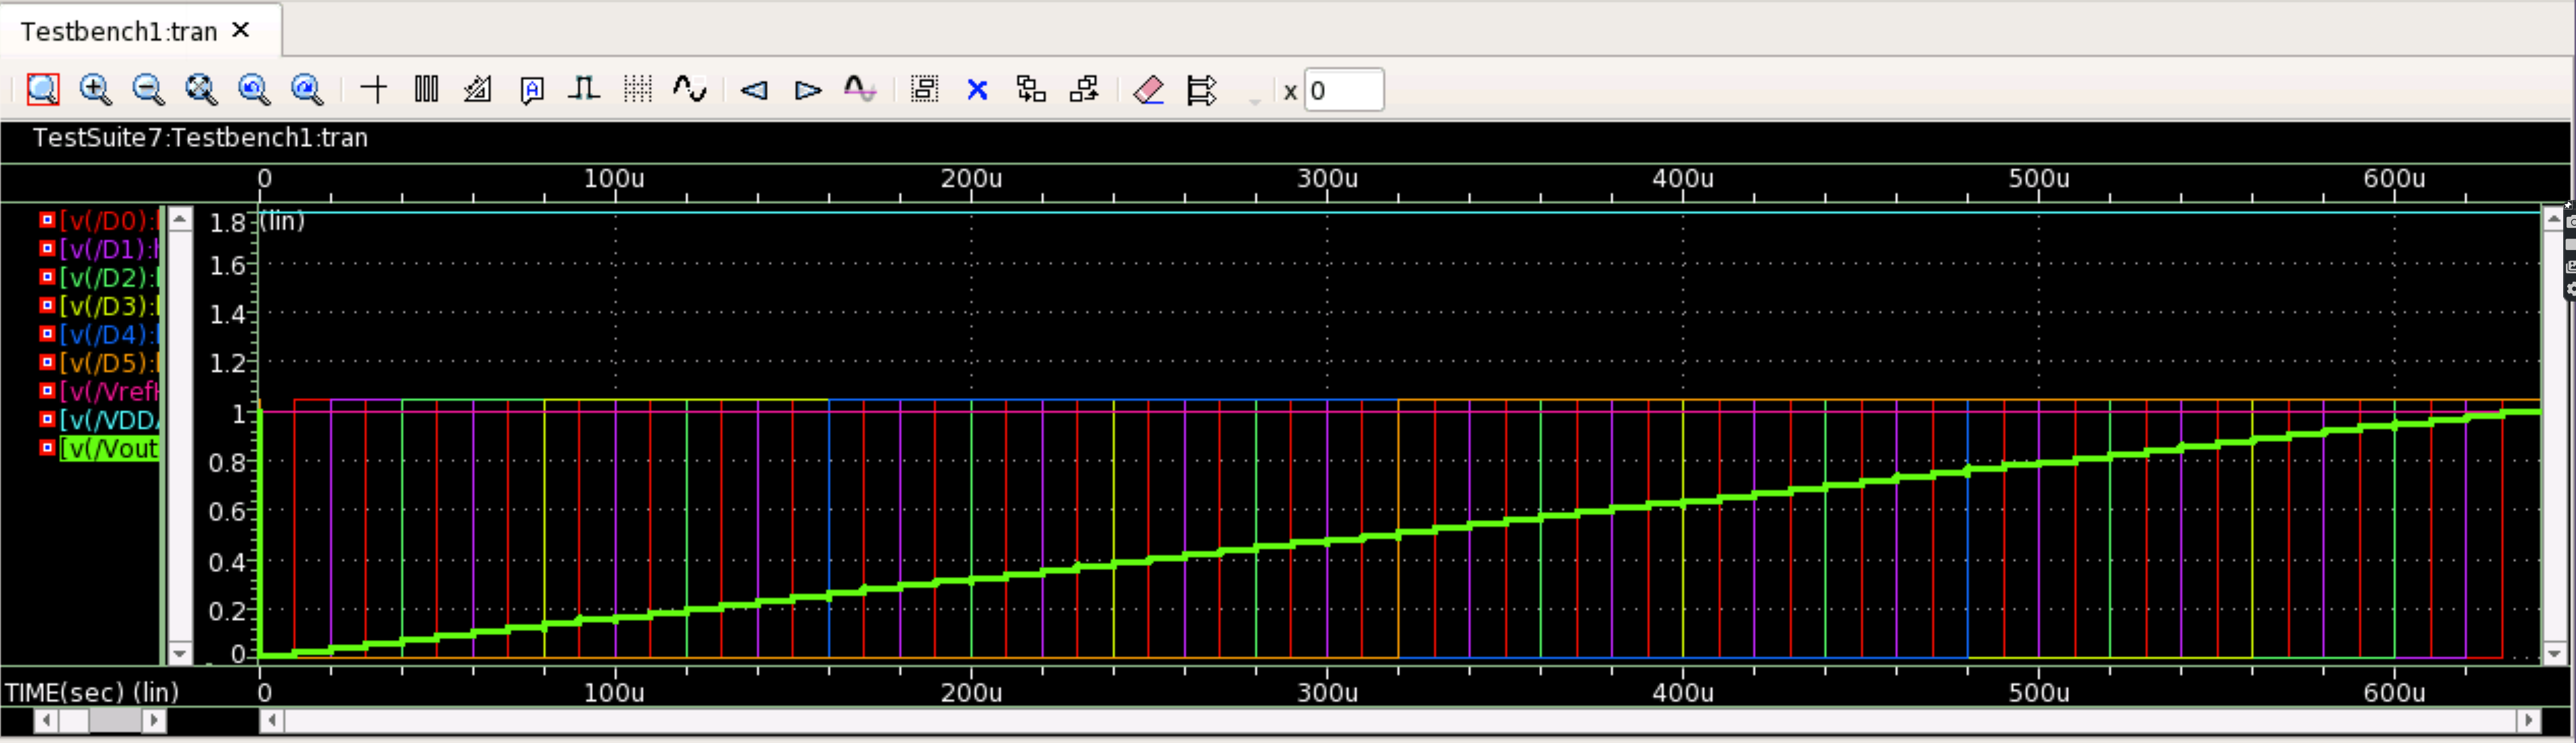 Testbench1:tran
x 0
TestSuite7:Testbench1:tran
0 100u 200u 300u 400u 500u 600u
(lin)
[v(/D0):
[v(/D1):
[v(/D2):
[v(/D3):
[v(/D4):
[v(/D5):
[v(/Vref
[v(/VDD
[v(/Vout
1.8
1.6
1.4
1.2
1
0.8
0.6
0.4
0.2
0
TIME(sec) (lin) 0 100u 200u 300u 400u 500u 600u